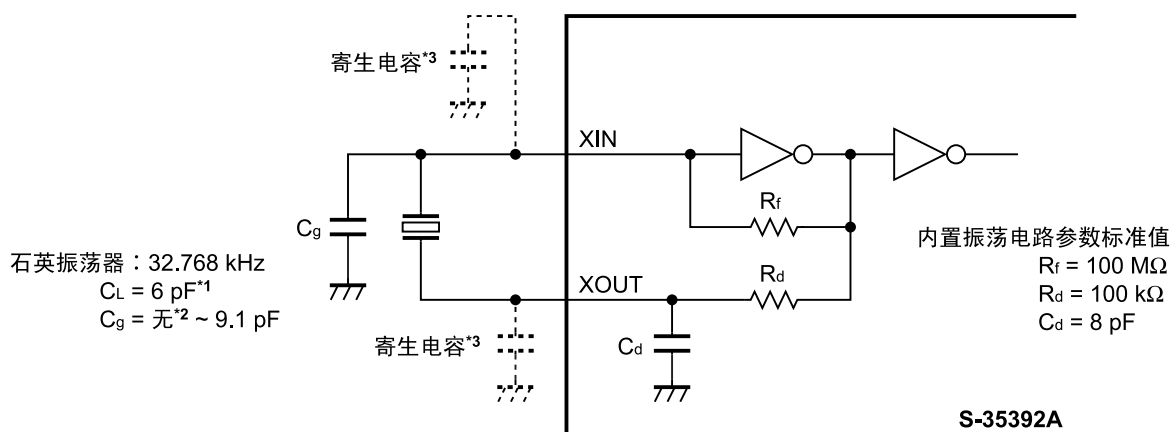 寄生电容*3
XIN
Rf
Cg
石英振荡器：32.768 kHz
CL = 6 pF*1
Cg = 无*2 ~ 9.1 pF
内置振荡电路参数标准值
Rf = 100 MΩ
Rd = 100 kΩ
Cd = 8 pF
XOUT
Rd
寄生电容*3
Cd
S-35392A